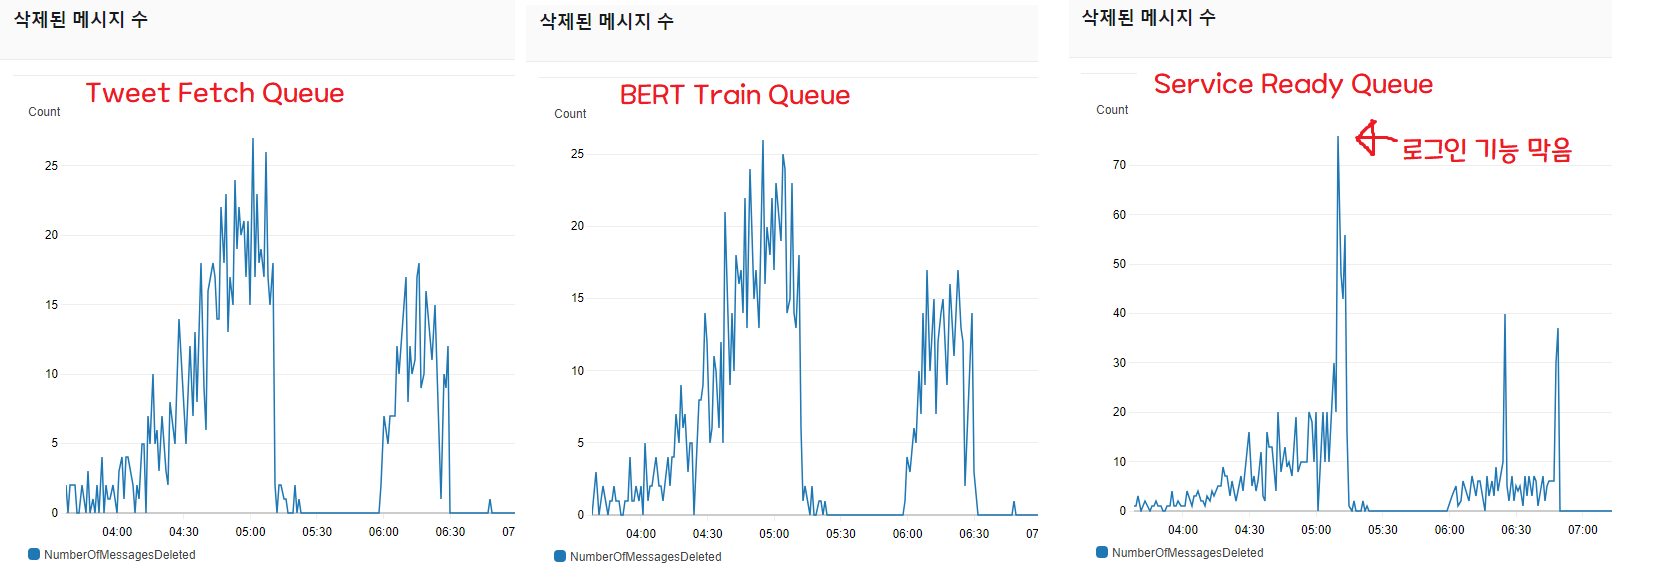 삭제된 메시지 수
Tweet Fetch Queue
Count
25
20
15
10
5
0
04:00 04:30 05:00 05:30 06:00 06:30 07
NumberOfMessagesDeleted
삭제된 메시지 수
BERT Train Queue
Count
25
20
15
10
5
0
04:00 04:30 05:00 05:30 06:00 06:30 07
NumberOfMessagesDeleted
삭제된 메시지 수
Service Ready Queue
Count
로그인 기능 막음
70
60
50
40
30
20
10
0
04:00 04:30 05:00 05:30 06:00 06:30 07:00
NumberOfMessagesDeleted